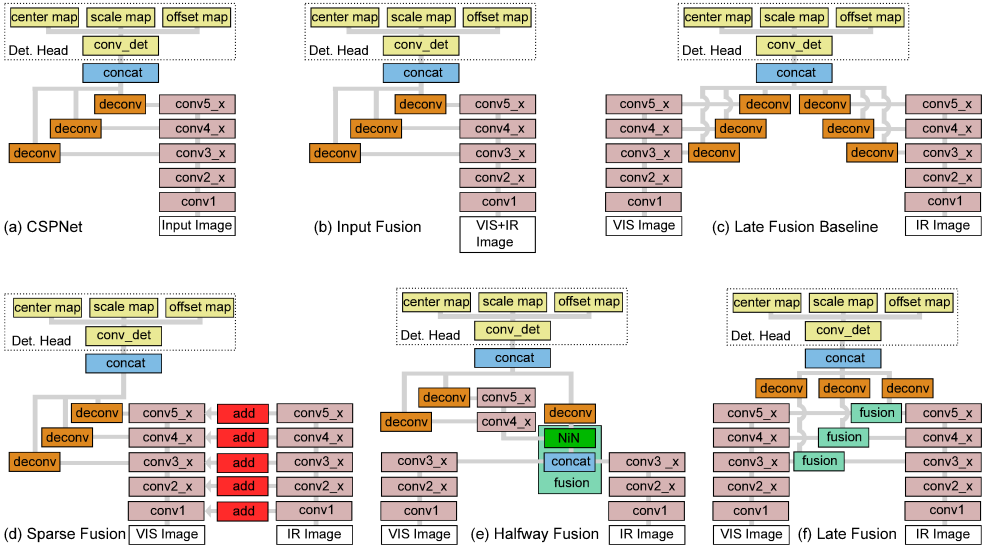 center map scale map offset map
Det. Head conv_det
concat
deconv conv5_x
deconv conv4_x
deconv conv3_x
conv2_x
conv1
(a) CSPNet Input Image
center map scale map offset map
Det. Head conv_det
concat
deconv conv5_x
deconv conv4_x
deconv conv3_x
conv2_x
conv1
(b) Input Fusion VIS+IR
Image
center map scale map offset map
Det. Head conv_det
concat
conv5_x deconv deconv conv5_x
conv4_x deconv deconv conv4_x
conv3_x deconv deconv conv3_x
conv2_x conv2_x
conv1 conv1
VIS Image (c) Late Fusion Baseline IR Image
center map scale map offset map
Det. Head conv_det
concat
deconv conv5_x add conv5_x
deconv conv4_x add conv4_x
deconv conv3_x add conv3_x
conv2_x add conv2_x
conv1 add conv1
(d) Sparse Fusion VIS Image IR Image
center map scale map offset map
Det. Head conv_det
concat
deconv conv5_x deconv
deconv conv4_x NiN
conv3_x concat conv3 _x
conv2_x fusion conv2_x
conv1 conv1
VIS Image (e) Halfway Fusion IR Image
center map scale map offset map
Det. Head conv_det
concat
deconv deconv deconv
conv5_x fusion conv5_x
conv4_x fusion conv4_x
conv3_x fusion conv3_x
conv2_x conv2_x
conv1 conv1
VIS Image (f) Late Fusion IR Image